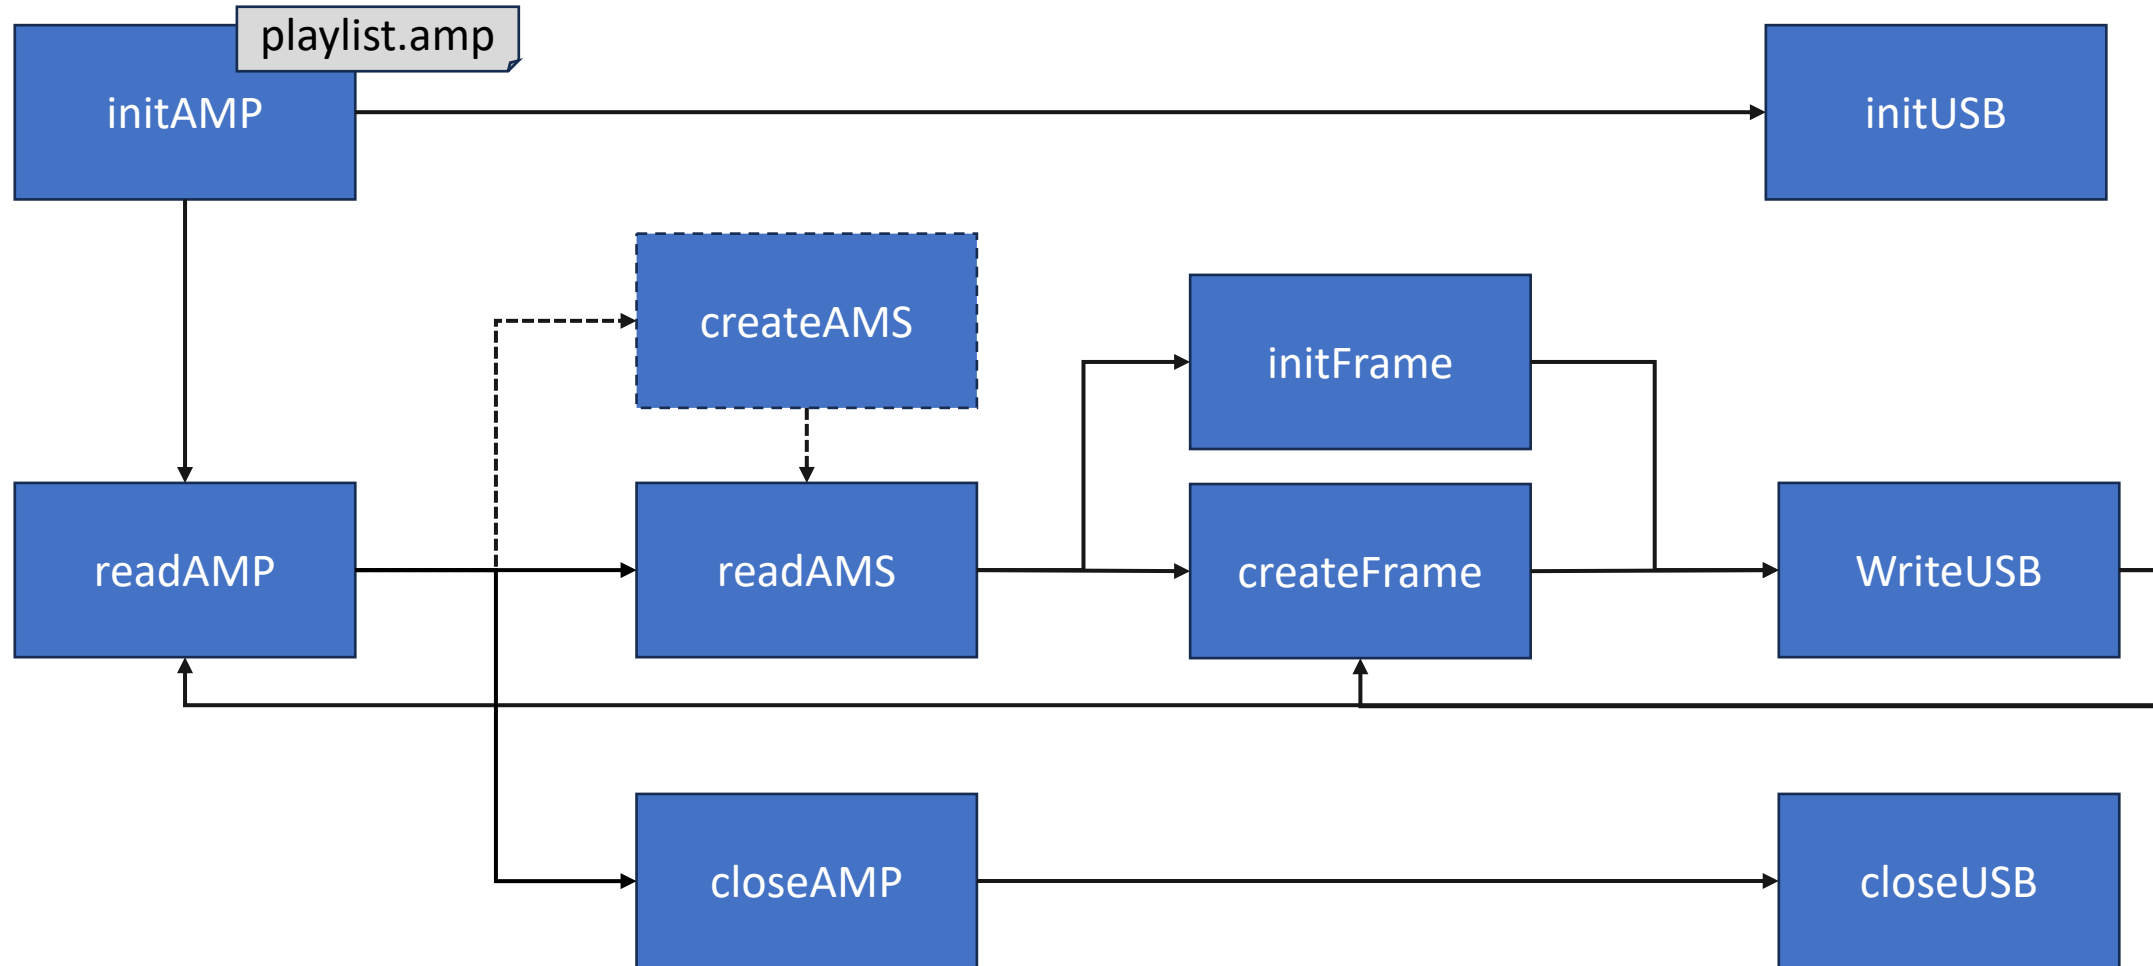 playlist.amp
initAMP
initUSB
createAMS
initFrame
readAMP
readAMS
createFrame
WriteUSB
closeAMP
closeUSB